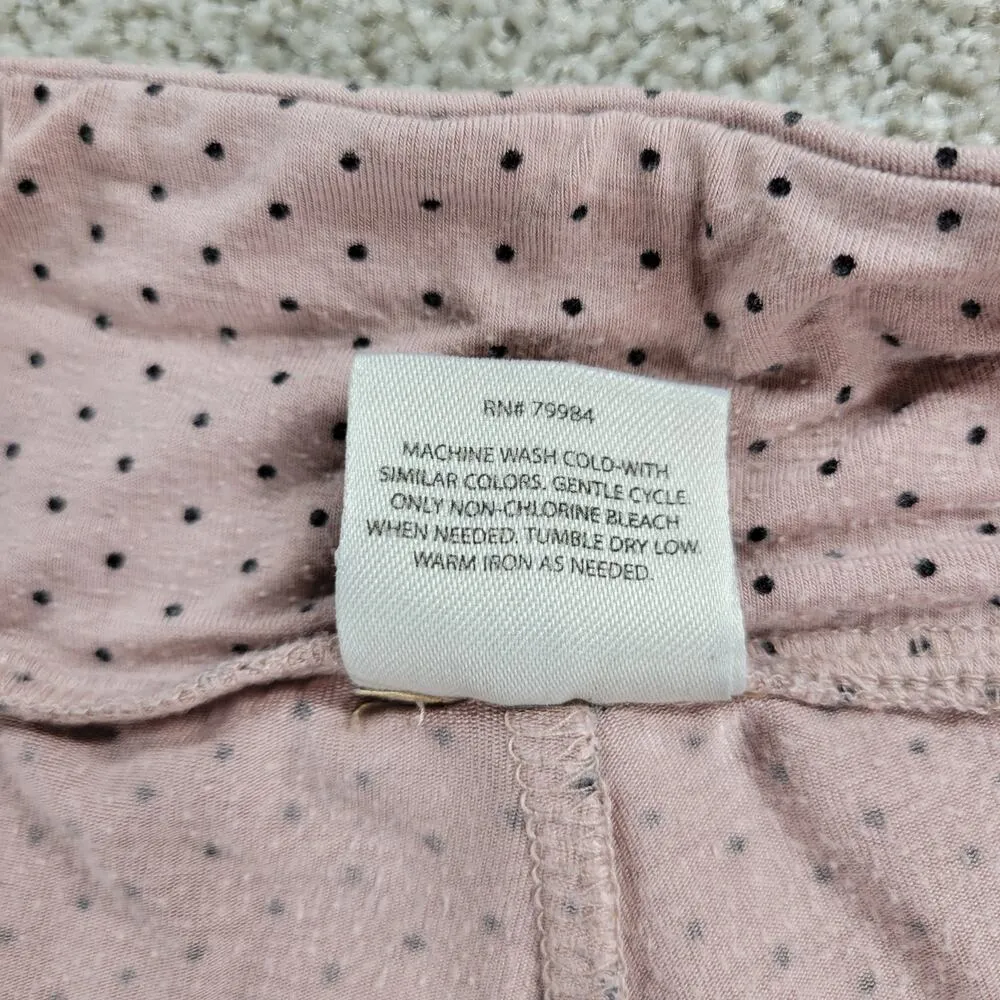 RN# 79984
MACHINE WASH COLD-WITH
SIMILAR COLORS. GENTLE CYCLE.
ONLY NON-CHLORINE BLEACH
WHEN NEEDED. TUMBLE DRY LOW.
WARM IRON AS NEEDED.